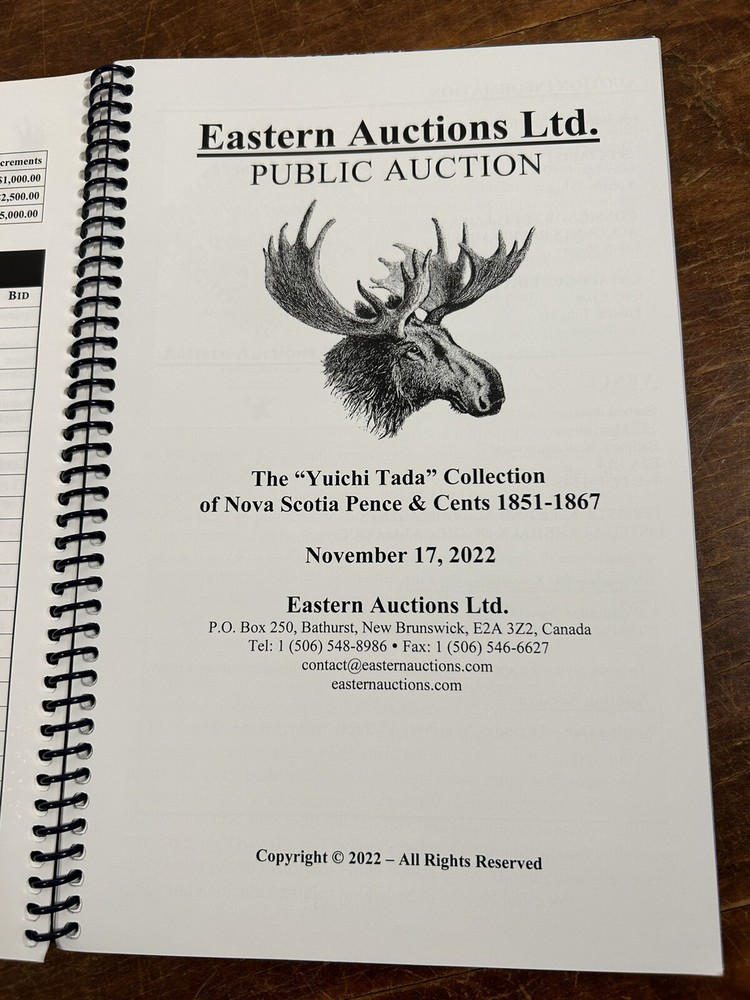 crements
$1,000.00
2,500.00
5,000.00
BID
Eastern Auctions Ltd.
PUBLIC AUCTION
The “Yuichi Tada” Collection
of Nova Scotia Pence & Cents 1851-1867
November 17, 2022
Eastern Auctions Ltd.
P.O. Box 250, Bathurst, New Brunswick, E2A 3Z2, Canada
Tel: 1 (506) 548-8986 • Fax: 1 (506) 546-6627
contact@easternauctions.com
easternauctions.com
Copyright © 2022 – All Rights Reserved